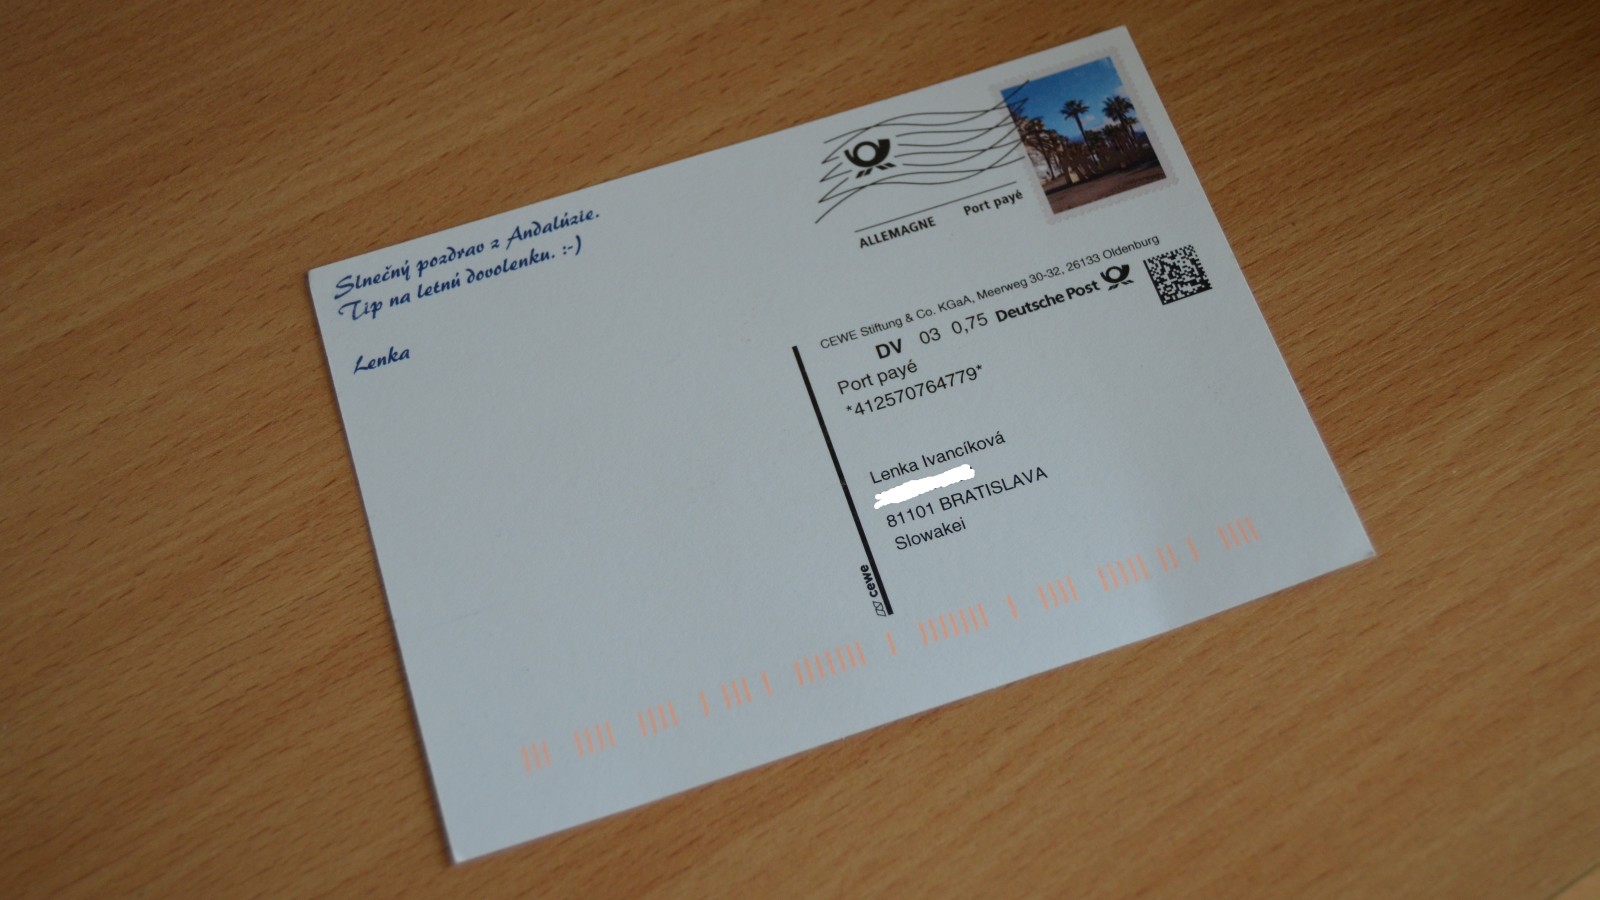 Slnečný pozdrav z Andalúzie.
Tip na letnú dovolenku. :-)
Lenka
ALLEMAGNE Port payé
CEWE Stiftung & Co. KGaA, Meerweg 30-32, 26133 Oldenburg
DV 03 0,75 Deutsche Post
Port payé
*412570764779*
Lenka Ivancíková
81101 BRATISLAVA
Slowakei
cewe